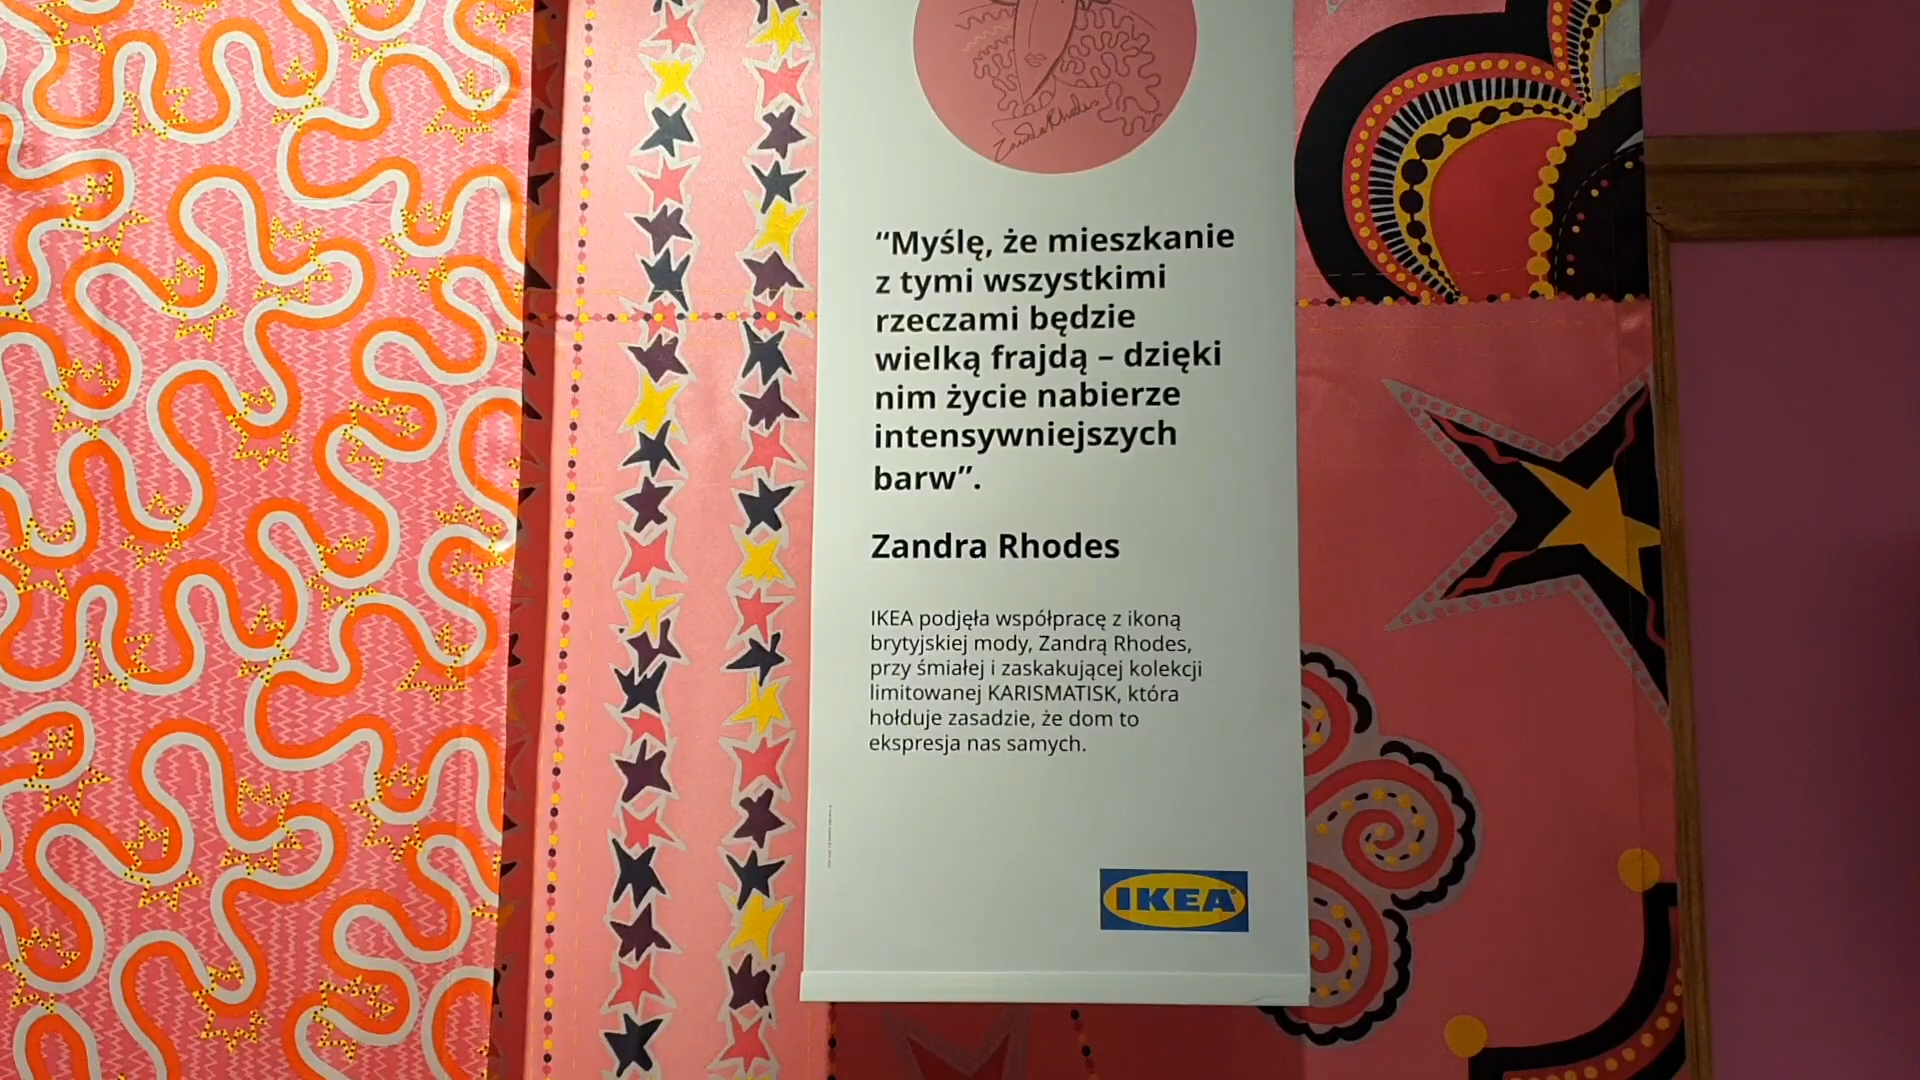 Zandra Rhodes
“Myślę, że mieszkanie
z tymi wszystkimi
rzeczami będzie
wielką frajdą – dzięki
nim życie nabierze
intensywniejszych
barw”.
Zandra Rhodes
IKEA podjęła współpracę z ikoną
brytyjskiej mody, Zandrą Rhodes,
przy śmiałej i zaskakującej kolekcji
limitowanej KARISMATISK, która
hołduje zasadzie, że dom to
ekspresja nas samych.
IKEA